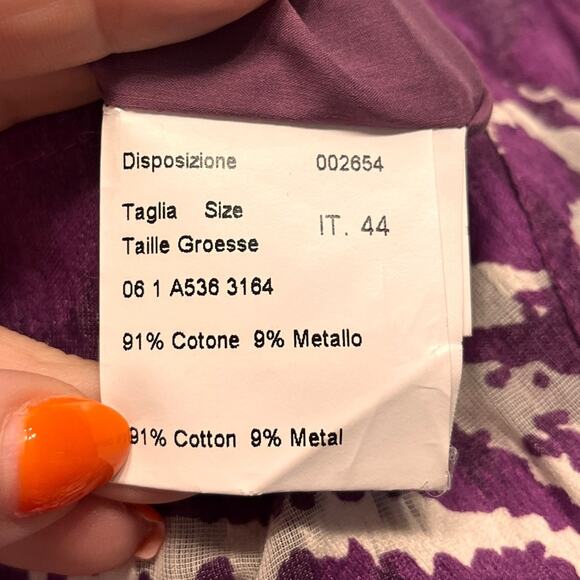 Disposizione 002654
Taglia Size
IT. 44
Taille Groesse
06 1 A536 3164
91% Cotone 9% Metallo
91% Cotton 9% Metal